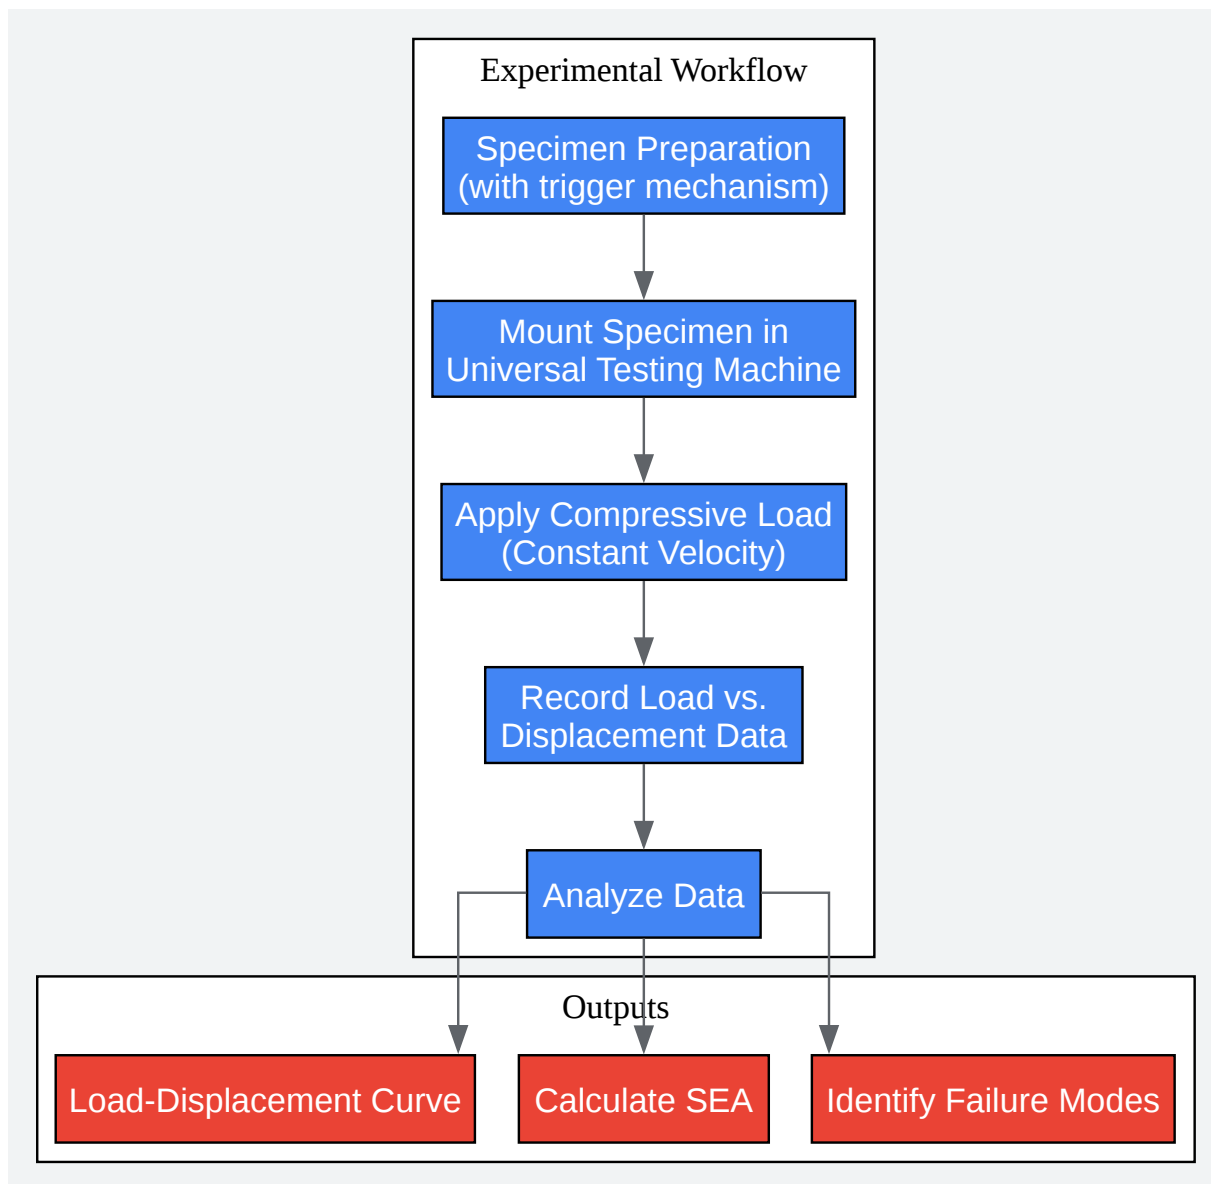 Experimental Workflow
Specimen Preparation
(with trigger mechanism)
Mount Specimen in
Universal Testing Machine
Apply Compressive Load
(Constant Velocity)
Record Load vs.
Displacement Data
Analyze Data
Outputs
Load-Displacement Curve
Calculate SEA
Identify Failure Modes